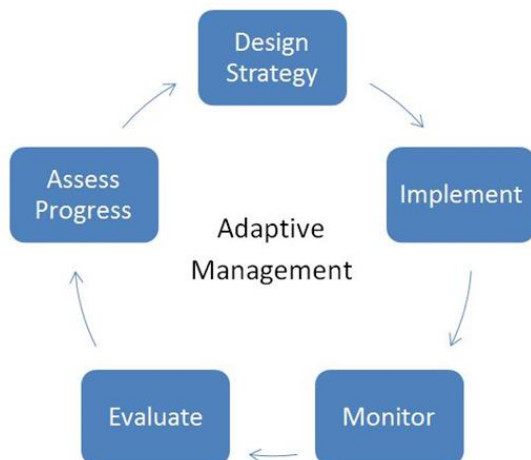 Design
Strategy
Implement
Monitor
Evaluate
Assess
Progress
Adaptive
Management